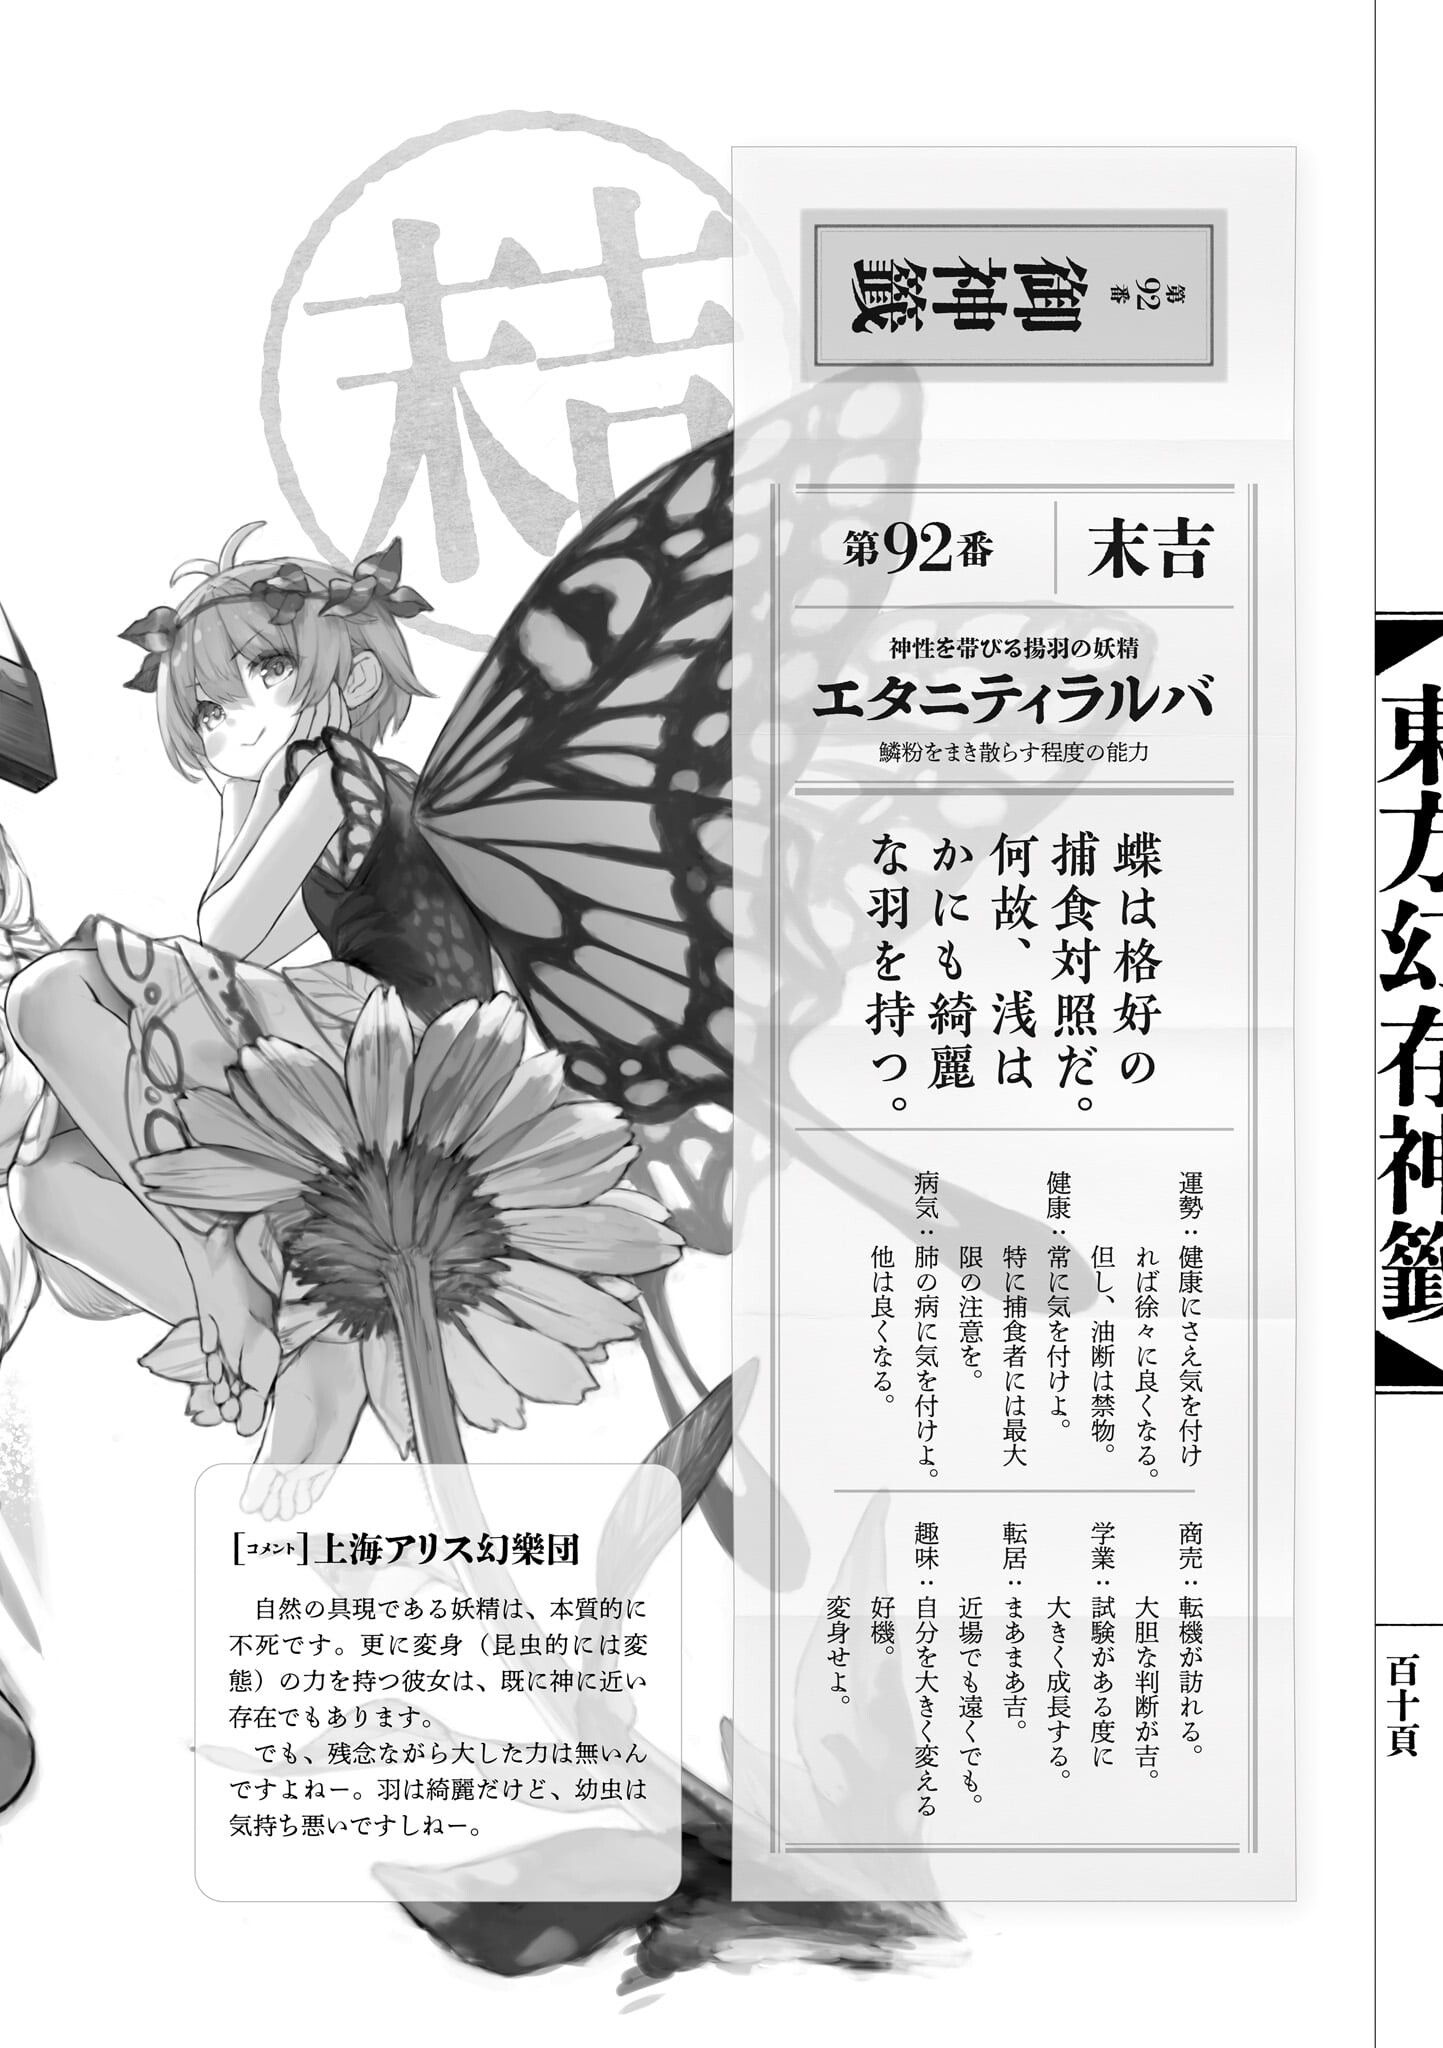 末吉
御神籤
第92番
第92番
末吉
神性を帯びる揚羽の妖精
エタニティラルバ
鱗粉をまき散らす程度の能力
蝶は格好の
捕食対照だ。
何故、浅は
かにも綺麗
な羽を持つ。
運勢：健康にさえ気を付け
れば徐々に良くなる。
但し、油断は禁物。
健康：常に気を付けよ。
特に捕食者には最大
限の注意を。
病気：肺の病に気を付けよ。
他は良くなる。
商売：転機が訪れる。
大胆な判断が吉。
学業：試験がある度に
大きく成長する。
転居：まあまあ吉。
近場でも遠くでも。
趣味：自分を大きく変える
好機。
変身せよ。
［コメント］上海アリス幻樂団
自然の具現である妖精は、本質的に
不死です。更に変身（昆虫的には変
態）の力を持つ彼女は、既に神に近い
存在でもあります。
でも、残念ながら大した力は無いん
ですよねー。羽は綺麗だけど、幼虫は
気持ち悪いですしねー。
【東方幻存神籤】
百十頁